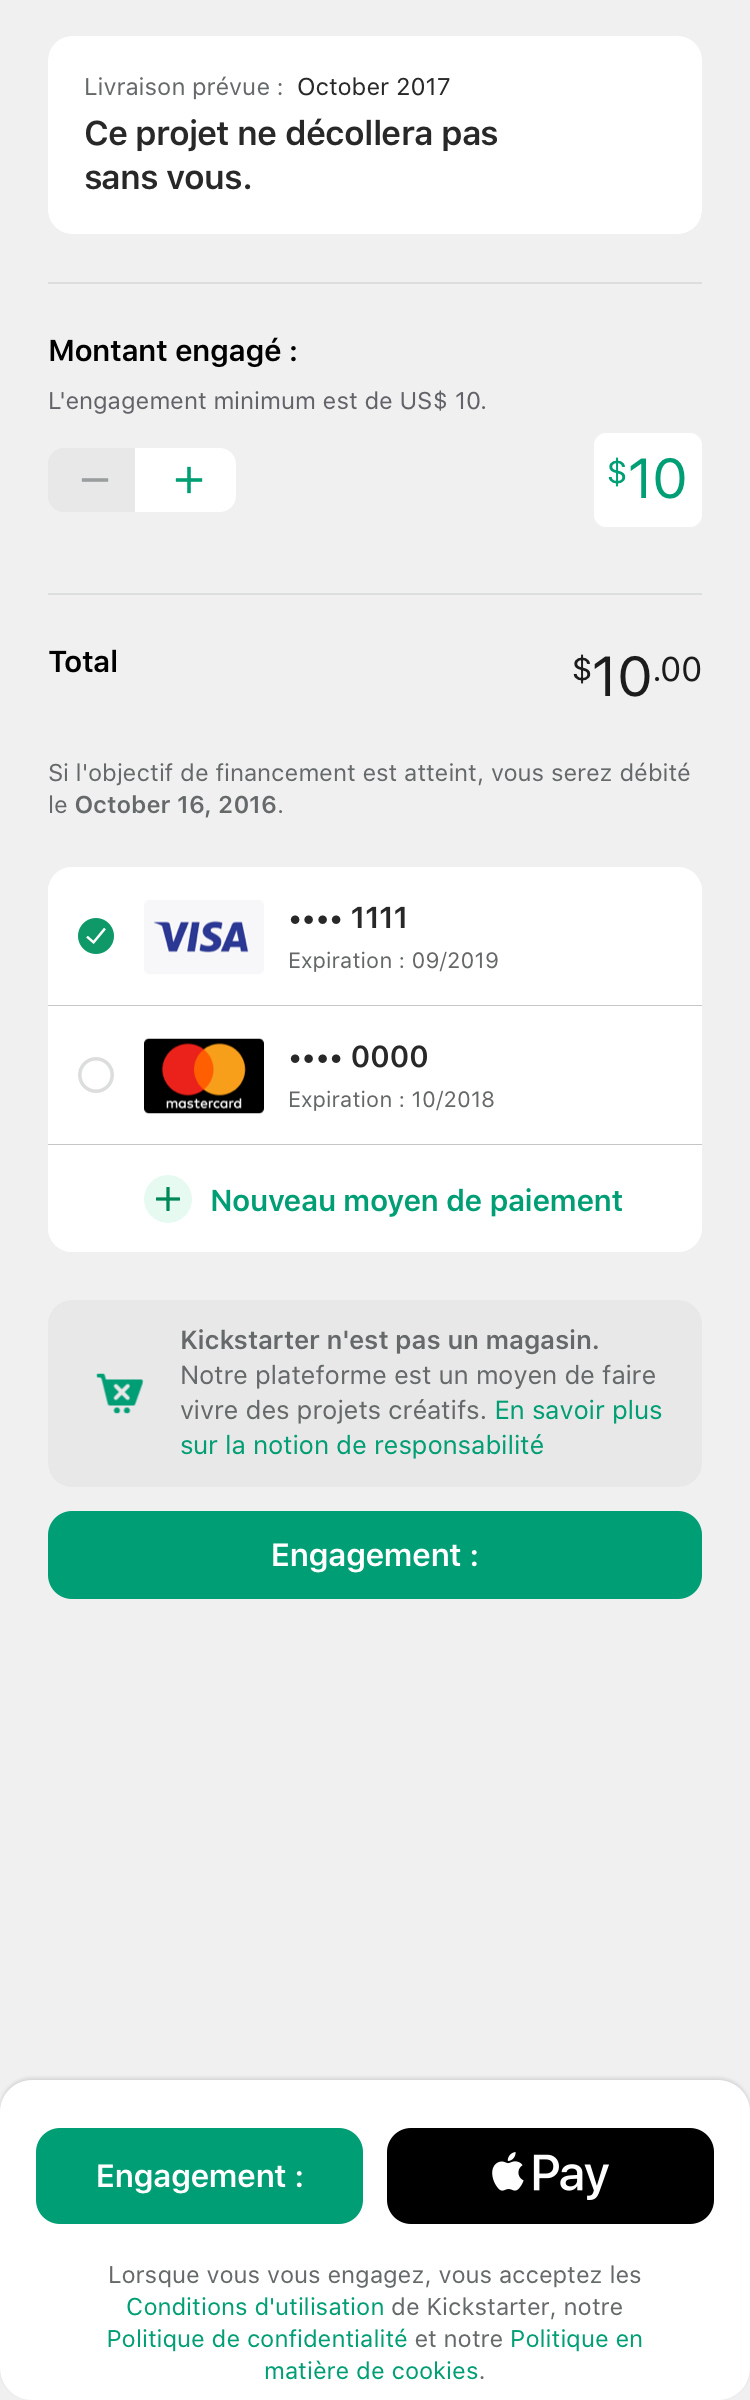 Livraison prévue : October 2017
Ce projet ne décollera pas
sans vous.
Montant engagé :
L'engagement minimum est de US$ 10.
− +
$10
Total
$10.00
Si l'objectif de financement est atteint, vous serez débité
le October 16, 2016.
VISA
•••• 1111
Expiration : 09/2019
mastercard
•••• 0000
Expiration : 10/2018
+ Nouveau moyen de paiement
Kickstarter n'est pas un magasin.
Notre plateforme est un moyen de faire
vivre des projets créatifs. En savoir plus
sur la notion de responsabilité
Engagement :
Engagement :
Pay
Lorsque vous vous engagez, vous acceptez les
Conditions d'utilisation de Kickstarter, notre
Politique de confidentialité et notre Politique en
matière de cookies.